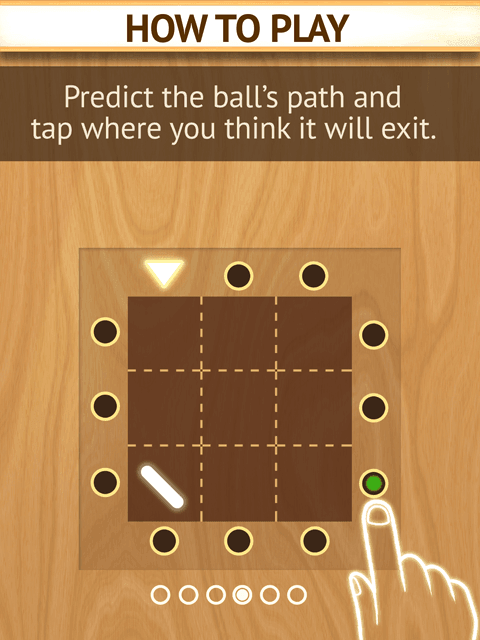 HOW TO PLAY
Predict the ball’s path and
tap where you think it will exit.